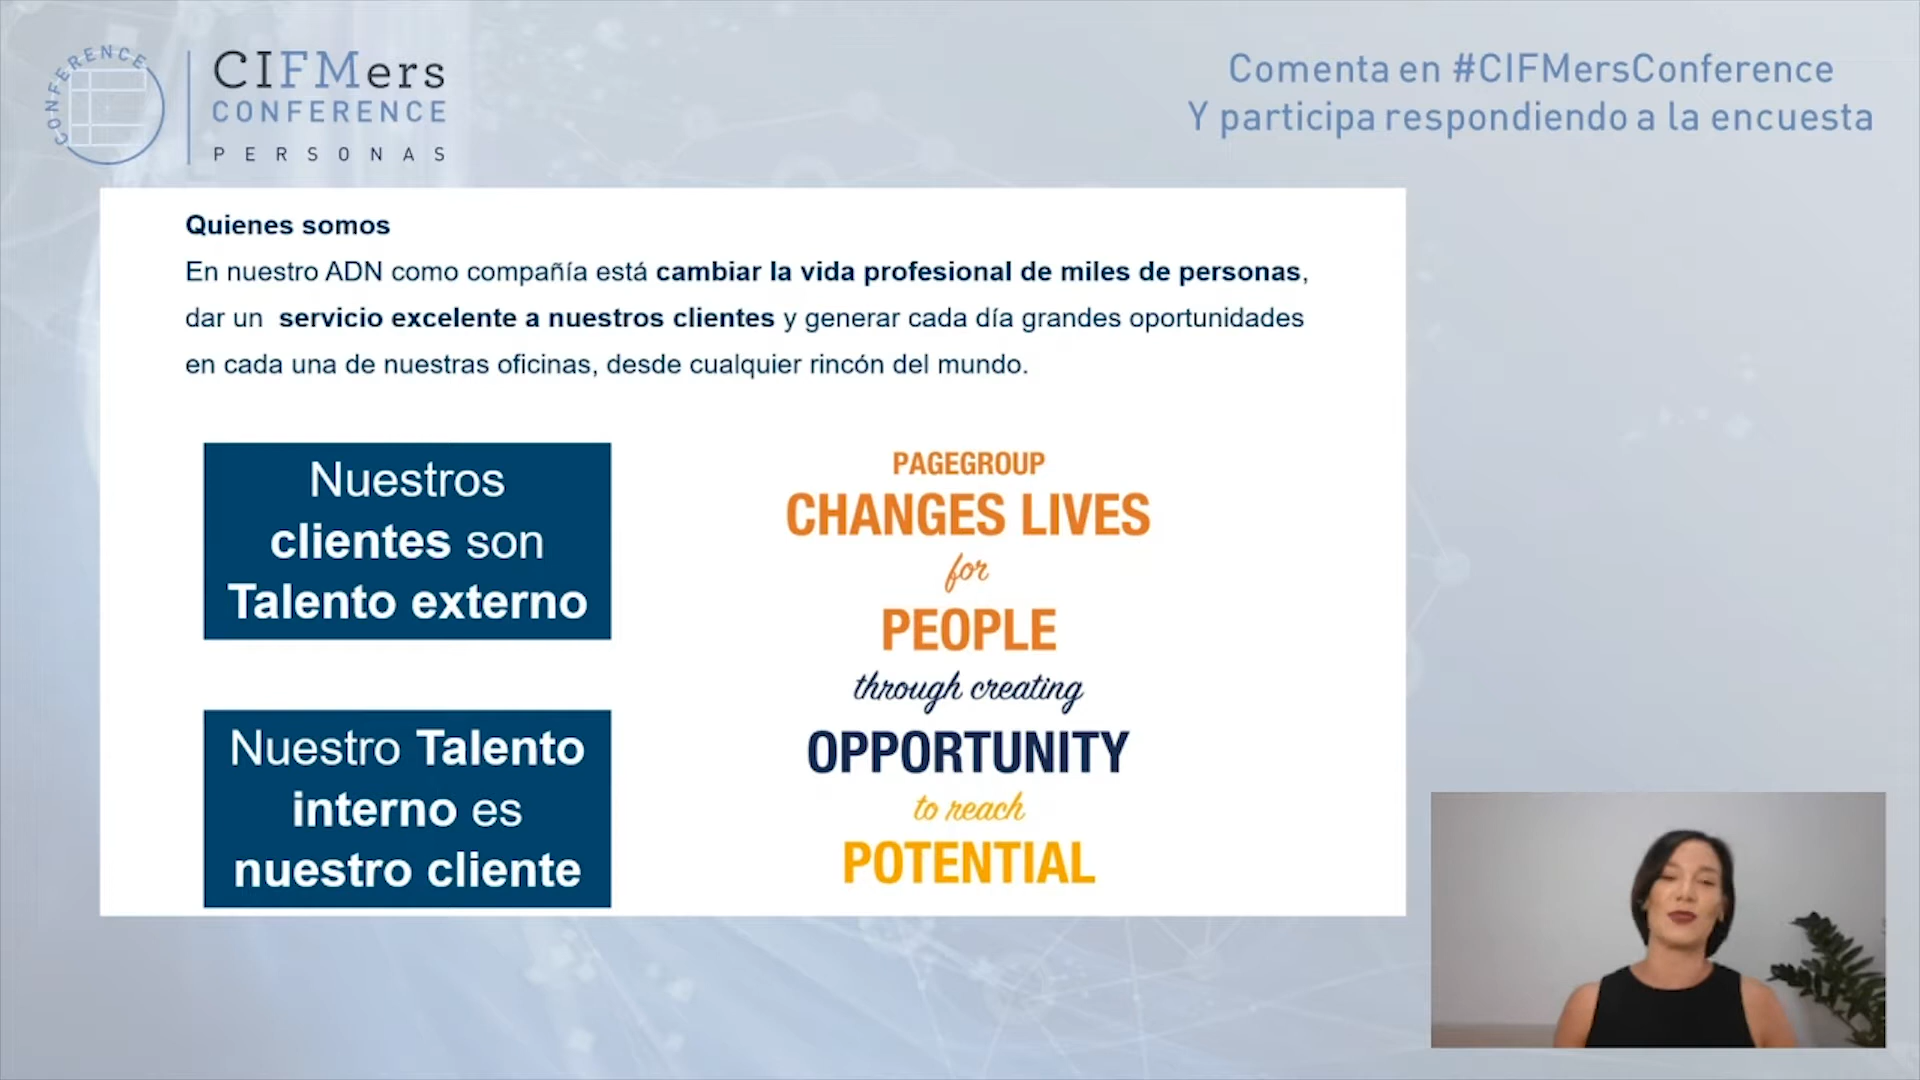 CONFERENCE
CIFMers
CONFERENCE
PERSONAS
Comenta en #CIFMersConference
Y participa respondiendo a la encuesta
Quienes somos
En nuestro ADN como compañía está cambiar la vida profesional de miles de personas,
dar un servicio excelente a nuestros clientes y generar cada día grandes oportunidades
en cada una de nuestras oficinas, desde cualquier rincón del mundo.
Nuestros
clientes son
Talento externo
Nuestro Talento
interno es
nuestro cliente
PAGEGROUP
CHANGES LIVES
for
PEOPLE
through creating
OPPORTUNITY
to reach
POTENTIAL